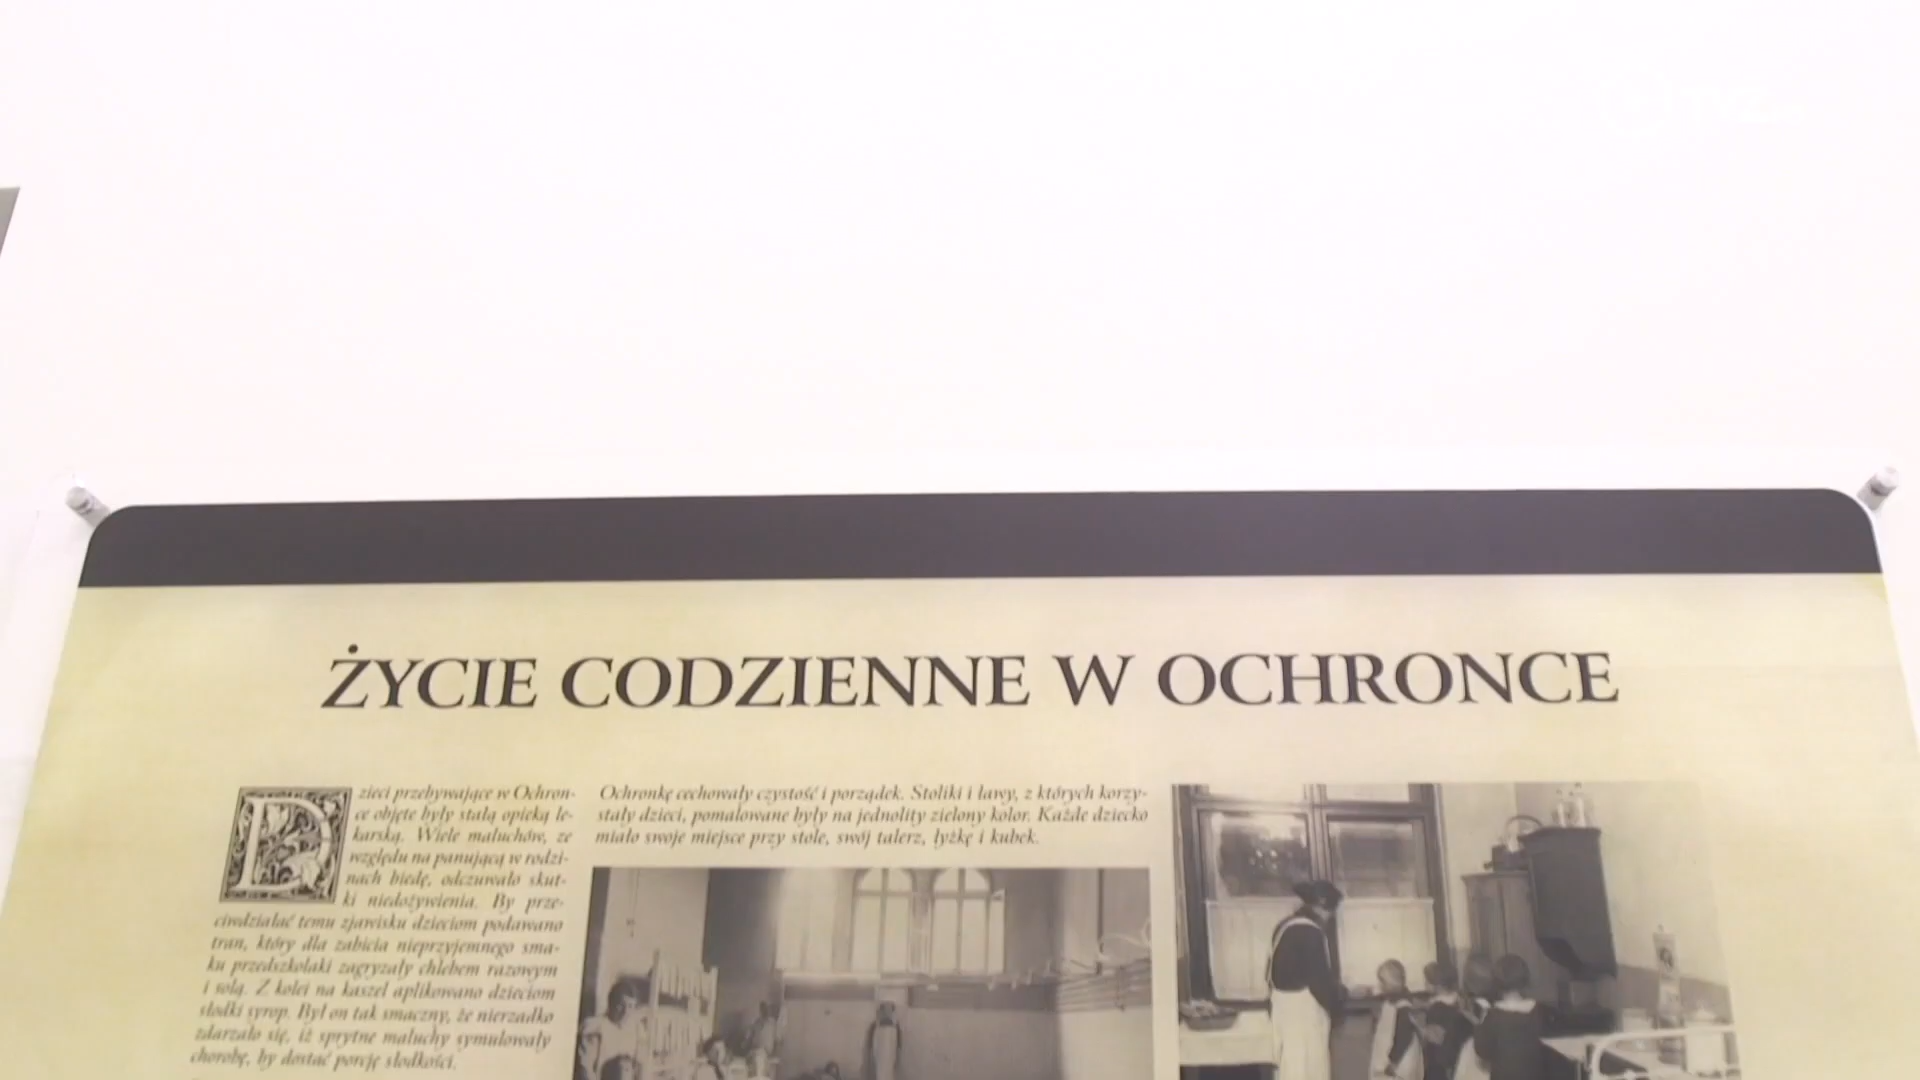 ŻYCIE CODZIENNE W OCHRONCE
Dzieci przebywające w Ochron-
ce objęte były stałą opieką le-
karską. Wiele maluchów, ze
względu na panującą w rodzi-
nach biedę, odczuwało skut-
ki niedożywienia. By prze-
ciwdziałać temu zjawisku dzieciom podawano
tran, który dla zabicia nieprzyjemnego sma-
ku przedszkolaki zagryzały chlebem razowym
i solą. Z kolei na kaszel aplikowano dzieciom
słodki syrop. Był on tak smaczny, że nierzadko
zdarzało się, iż sprytne maluchy symulowały
chorobę, by dostać porcję słodkości.
Ochronkę cechowały czystość i porządek. Stoliki i ławy, z których korzy-
stały dzieci, pomalowane były na jednolity zielony kolor. Każde dziecko
miało swoje miejsce przy stole, swój talerz, łyżkę i kubek.